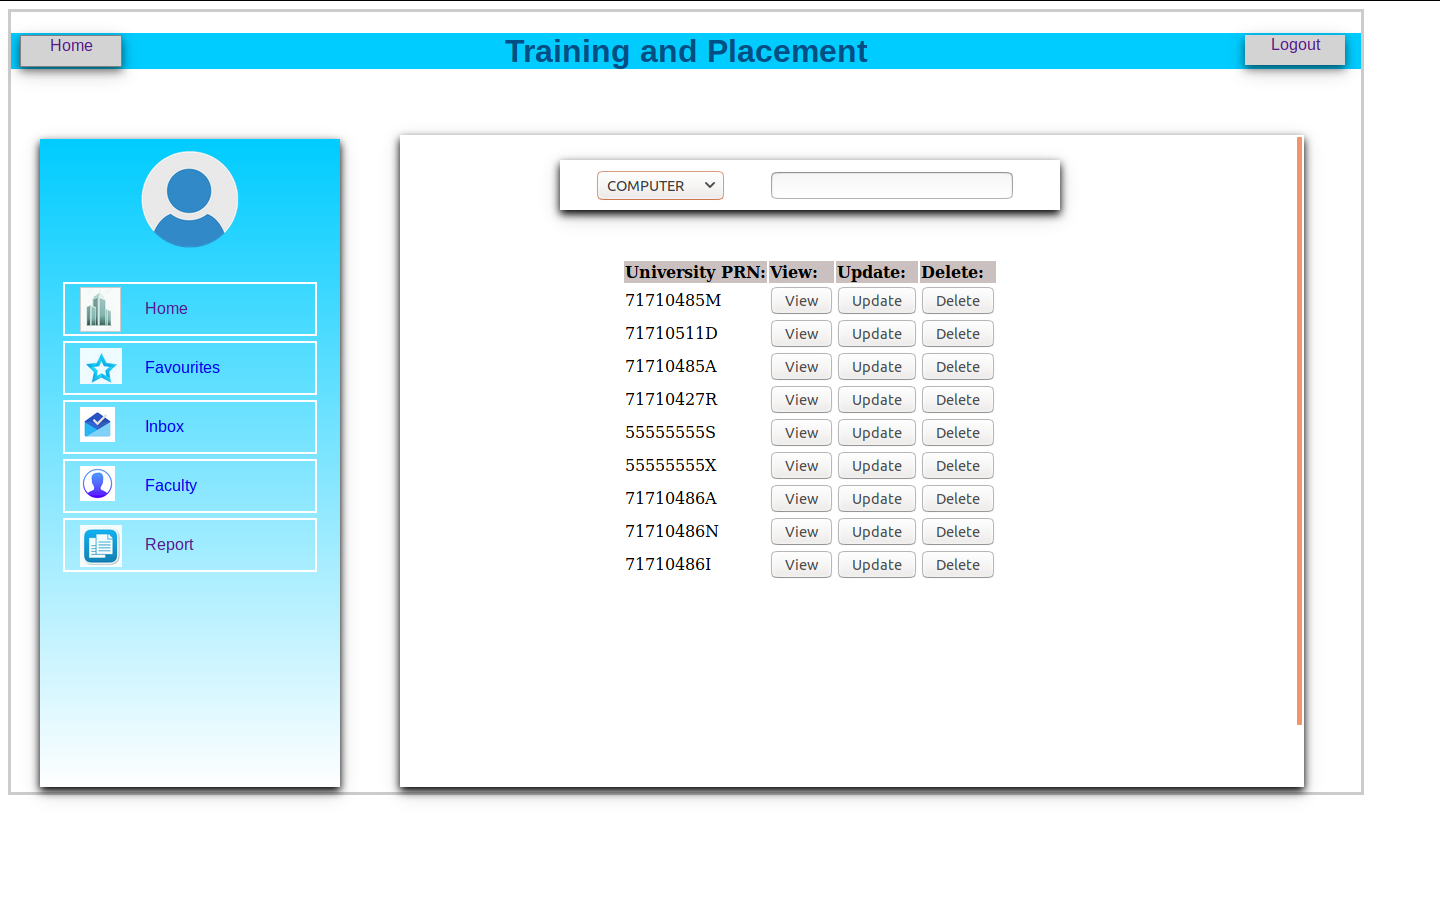 Home
Training and Placement
Logout
Home
Favourites
Inbox
Faculty
Report
COMPUTER
University PRN: View: Update: Delete:
71710485M View Update Delete
71710511D View Update Delete
71710485A View Update Delete
71710427R View Update Delete
55555555S View Update Delete
55555555X View Update Delete
71710486A View Update Delete
71710486N View Update Delete
71710486I View Update Delete